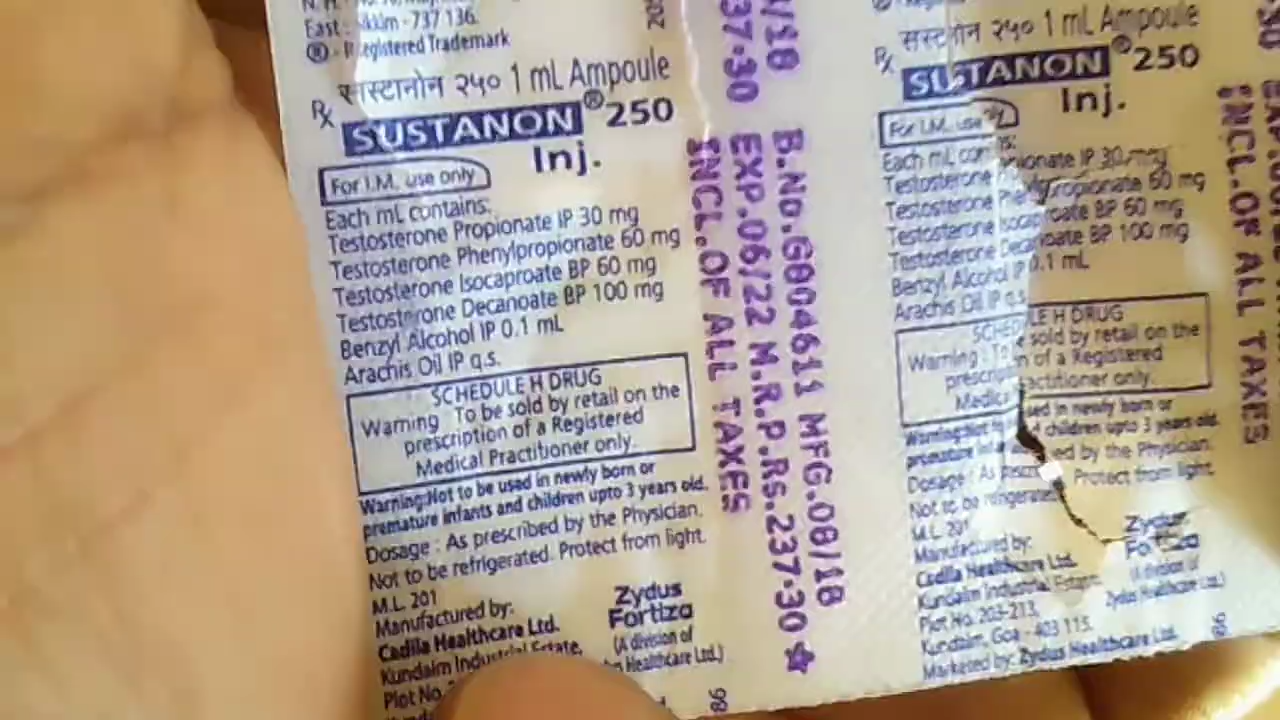 East : Sikkim - 737 136.
® - Registered Trademark
Rx सस्टानोन २५० 1 mL Ampoule
SUSTANON® 250
Inj.
For I.M. use only
Each mL contains:
Testosterone Propionate IP 30 mg
Testosterone Phenylpropionate 60 mg
Testosterone Isocaproate BP 60 mg
Testosterone Decanoate BP 100 mg
Benzyl Alcohol IP 0.1 mL
Arachis Oil IP q.s.
SCHEDULE H DRUG
Warning To be sold by retail on the
prescription of a Registered
Medical Practitioner only.
Warning:Not to be used in newly born or
premature infants and children upto 3 years old.
Dosage : As prescribed by the Physician.
Not to be refrigerated. Protect from light.
M.L. 201
Manufactured by:
Cadila Healthcare Ltd.
Kundaim Industrial Estate,
Plot No.
Zydus
Fortiza
(A division of
Healthcare Ltd.)
98
B.No.G804611 MFG.08/18
EXP.06/22 M.R.P.Rs.237.30
INCL.OF ALL TAXES
/18
37.30
Rx सस्टानोन २५० 1 mL Ampoule
SUSTANON® 250
Inj.
For I.M. use
Each mL
Testosterone Propionate IP 30 mg
Testosterone Phenylpropionate 60 mg
Testosterone Isocaproate BP 60 mg
Testosterone Decanoate BP 100 mg
Benzyl Alcohol IP 0.1 mL
Arachis Oil IP q.s.
SCHEDULE H DRUG
Warning : To be sold by retail on the
of a Registered
Practitioner only.
Warning:Not to be used in newly born or
premature children upto 3 years old.
Dosage : As prescribed by the Physician.
Not to be refrigerated. Protect from light.
M.L. 201
Manufactured by:
Cadila Healthcare Ltd.
Kundaim Industrial Estate,
Plot No. 203-213,
Kundaim, Goa - 403 115.
Marketed by: Zydus Healthcare Ltd.
Zydus
Fortiza
(A division of
Zydus Healthcare Ltd.)
98
INCL.OF ALL TAXES